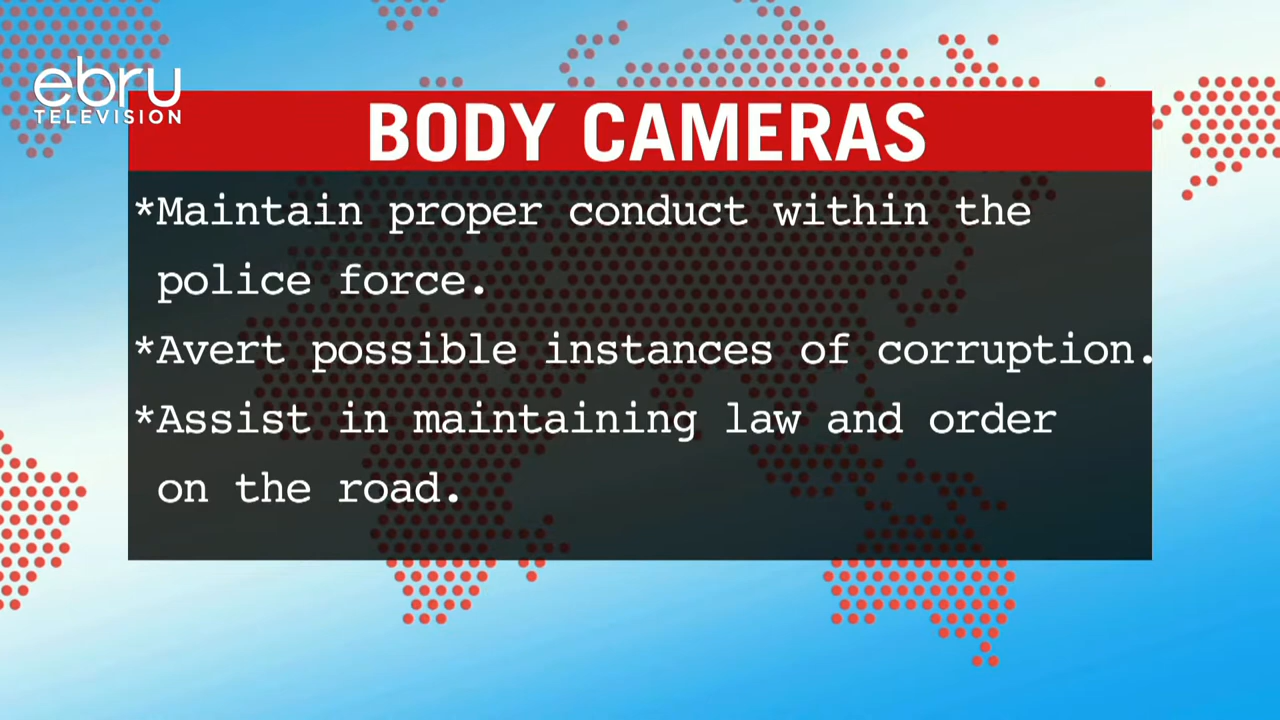 ebru
TELEVISION
BODY CAMERAS
*Maintain proper conduct within the
police force.
*Avert possible instances of corruption.
*Assist in maintaining law and order
on the road.